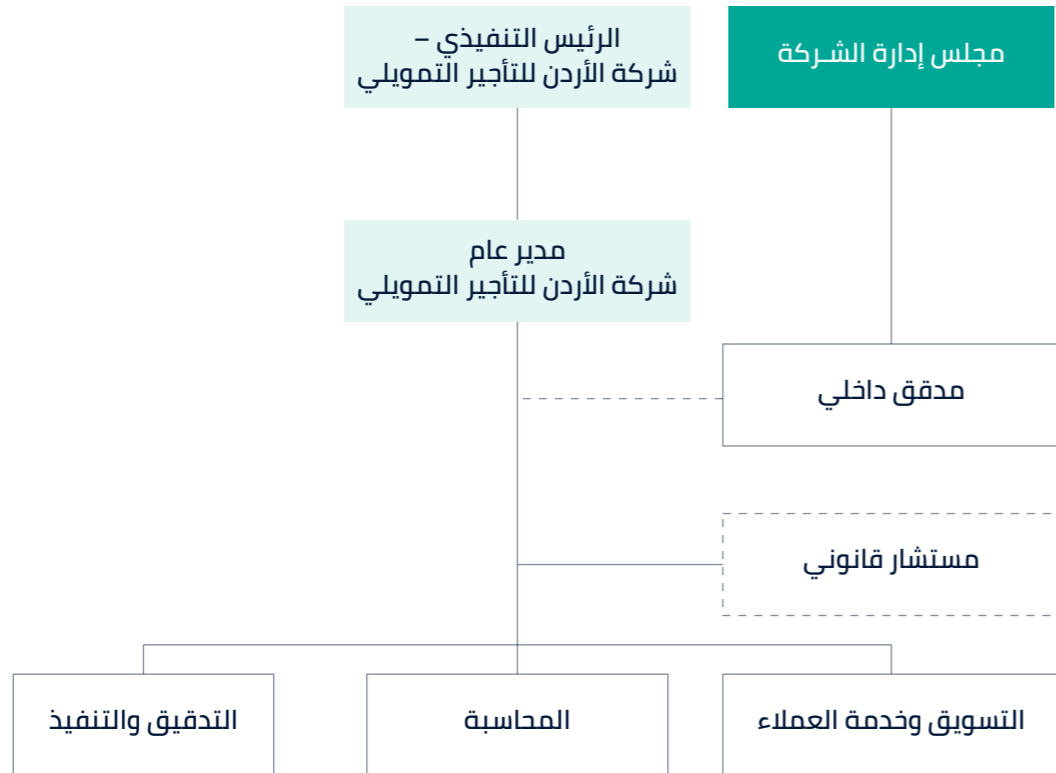 مجلس إدارة الشركة
الرئيس التنفيذي –
شركة الأردن للتأجير التمويلي
مدير عام
شركة الأردن للتأجير التمويلي
مدقق داخلي
مستشار قانوني
التسويق وخدمة العملاء
المحاسبة
التدقيق والتنفيذ